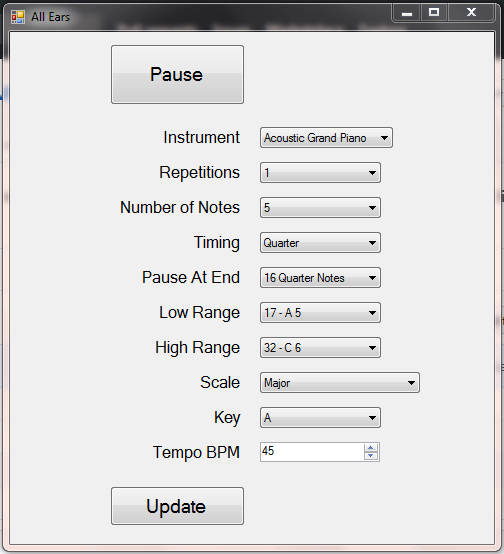 All Ears
Pause
Instrument Acoustic Grand Piano
Repetitions 1
Number of Notes 5
Timing Quarter
Pause At End 16 Quarter Notes
Low Range 17 - A 5
High Range 32 - C 6
Scale Major
Key A
Tempo BPM 45
Update